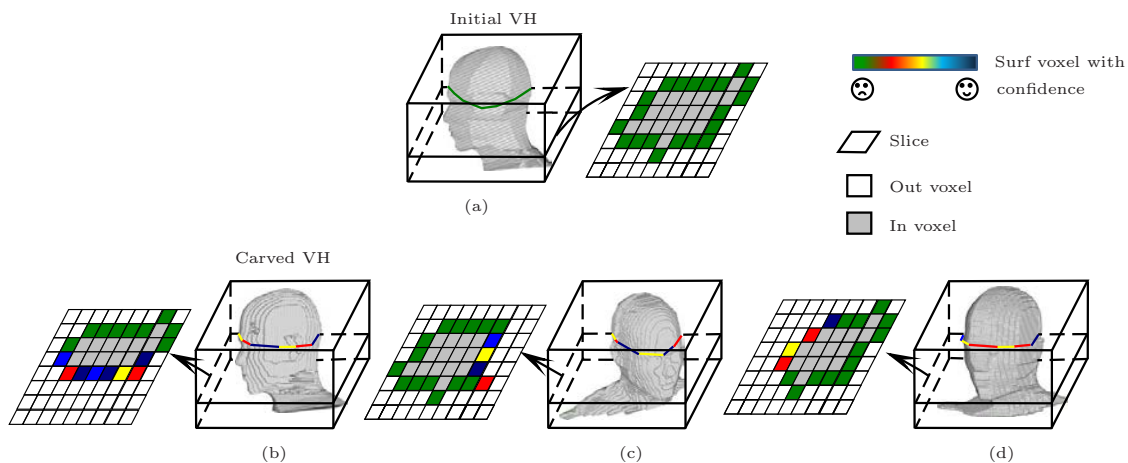 Initial VH
Surf voxel with
confidence
Slice
Out voxel
In voxel
(a)
Carved VH
(b)
(c)
(d)